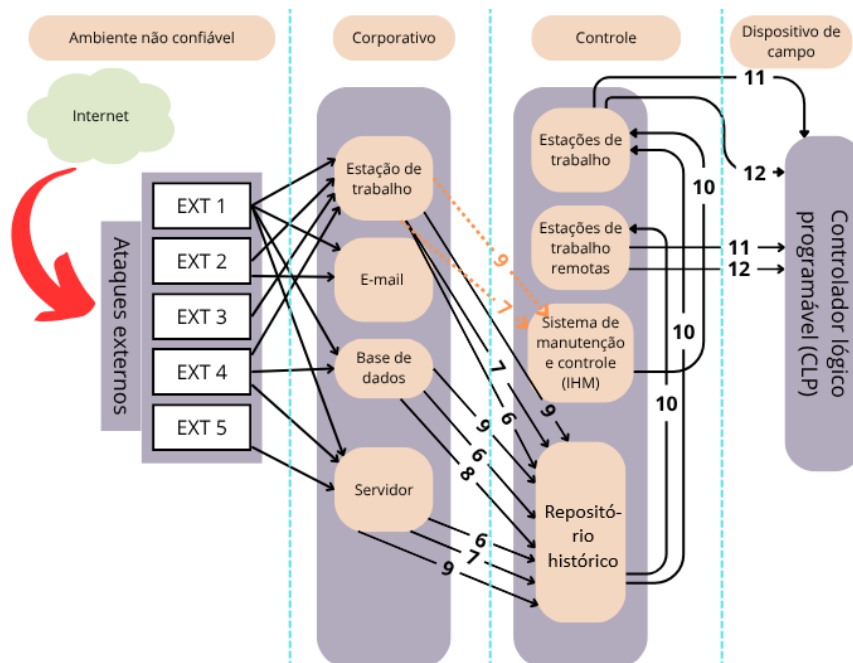 Ambiente não confiável
Corporativo
Controle
Dispositivo de
campo
Internet
Ataques externos
EXT 1
EXT 2
EXT 3
EXT 4
EXT 5
Estação de
trabalho
E-mail
Base de
dados
Servidor
9
7
7
6
9
9
6
8
6
7
9
Estações de
trabalho
Estações de
trabalho
remotas
Sistema de
manutenção
e controle
(IHM)
Repositó-
rio
histórico
10
10
10
11
12
11
12
Controlador lógico
programável (CLP)